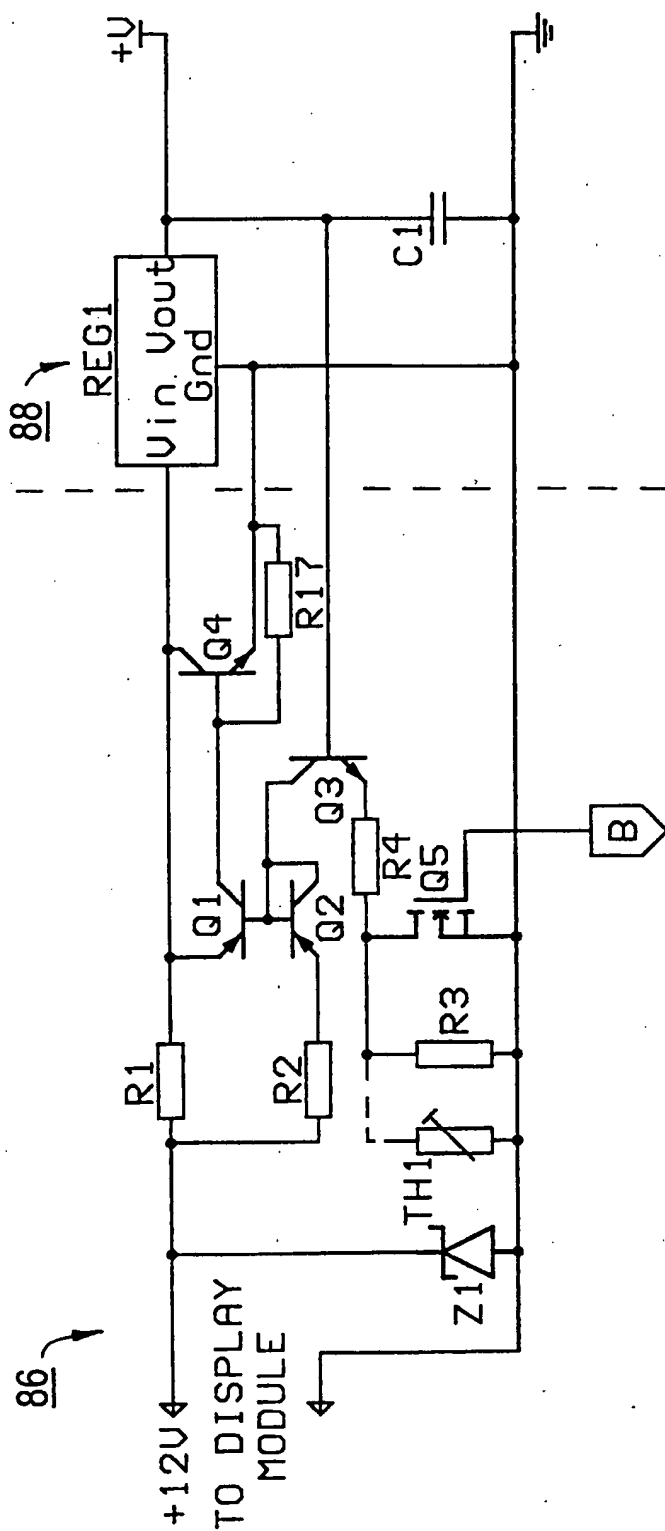 86
88
+12V
TO DISPLAY
MODULE
R1
R2
Q1
Q2
Q3
Q4
R17
REG1
Vin Vout
Gnd
+V
R4
Q5
R3
TH1
Z1
C1
B